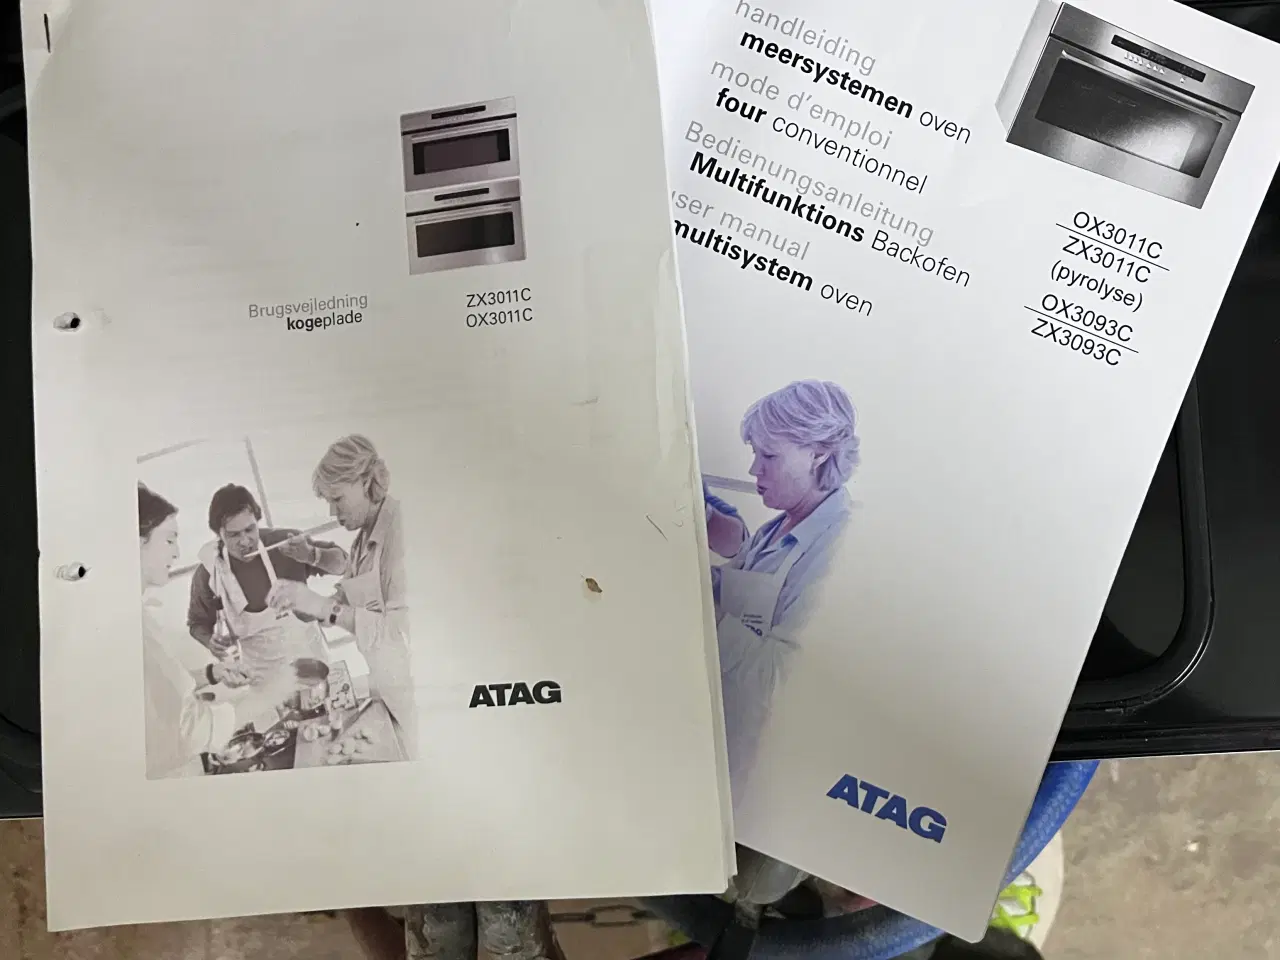 Brugsvejledning
kogeplade
ZX3011C
OX3011C
ATAG
handleiding
meersystemen oven
mode d'emploi
four conventionnel
Bedienungsanleitung
Multifunktions Backofen
user manual
multisystem oven
OX3011C
ZX3011C
(pyrolyse)
OX3093C
ZX3093C
ATAG